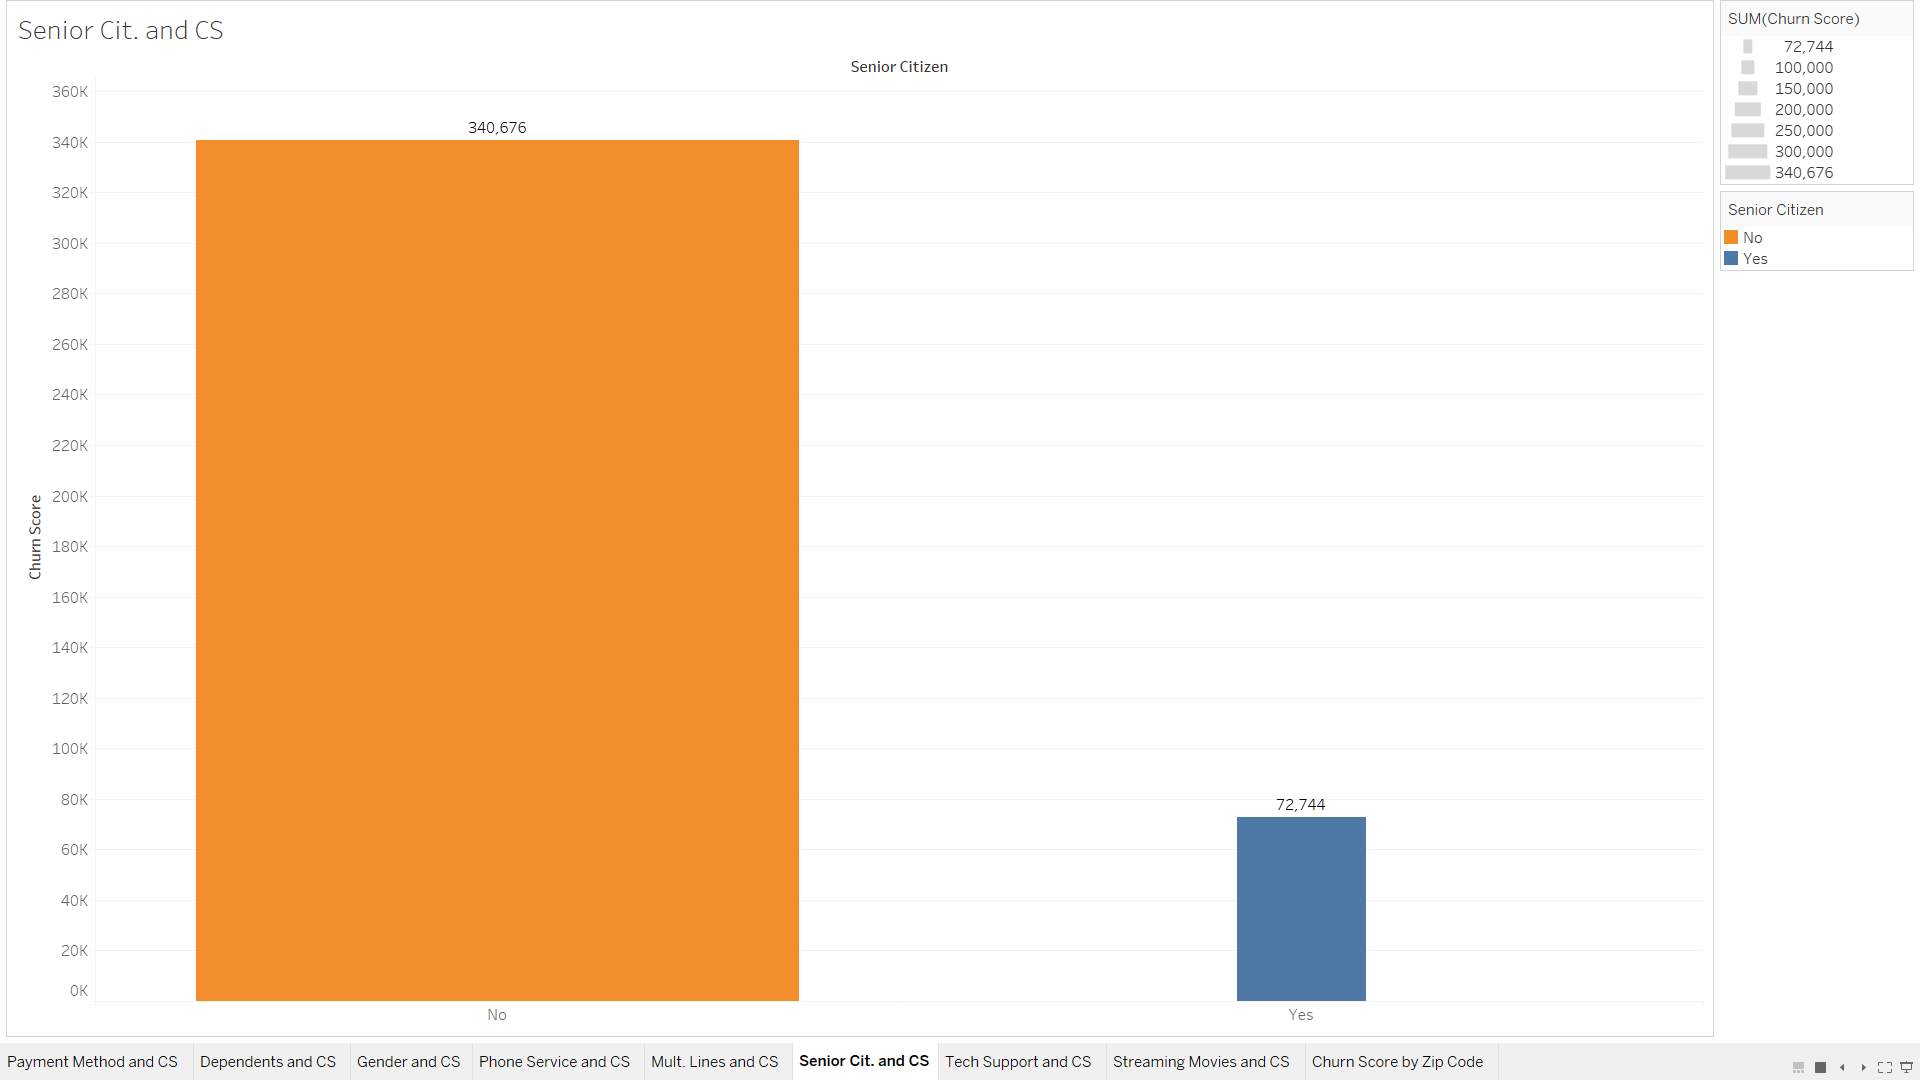 Senior Cit. and CS
Senior Citizen
360K
340K
320K
300K
280K
260K
240K
220K
200K
180K
160K
140K
120K
100K
80K
60K
40K
20K
0K
Churn Score
340,676
72,744
No
Yes
SUM(Churn Score)
72,744
100,000
150,000
200,000
250,000
300,000
340,676
Senior Citizen
No
Yes
Payment Method and CS
Dependents and CS
Gender and CS
Phone Service and CS
Mult. Lines and CS
Senior Cit. and CS
Tech Support and CS
Streaming Movies and CS
Churn Score by Zip Code